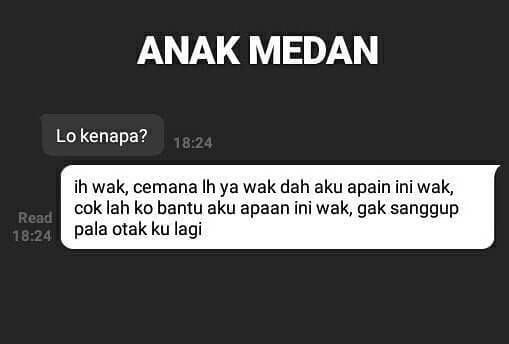 ANAK MEDAN
Lo kenapa?
18:24
ih wak, cemana lh ya wak dah aku apain ini wak,
cok lah ko bantu aku apaan ini wak, gak sanggup
pala otak ku lagi
Read
18:24